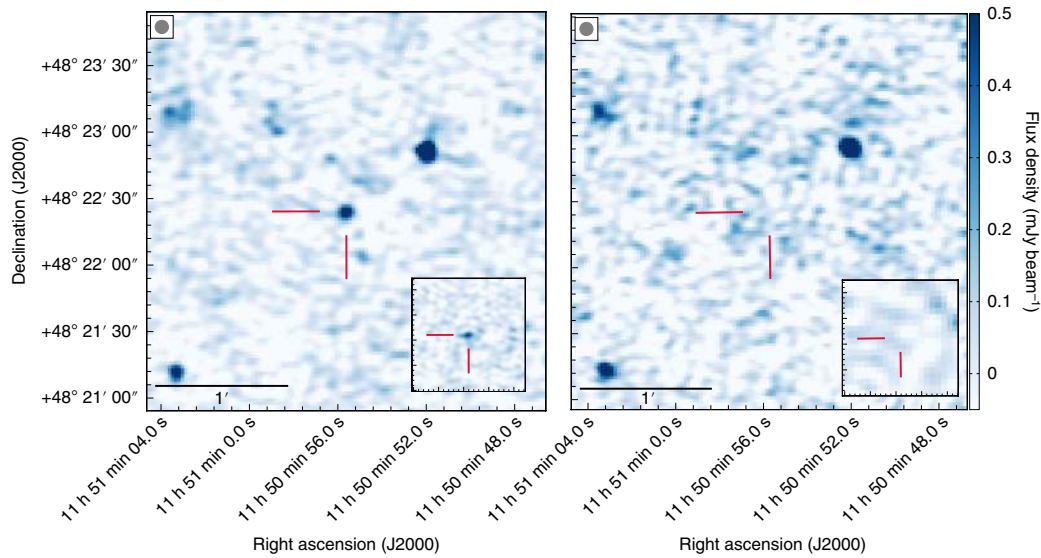 +48° 23′ 30″
+48° 23′ 00″
+48° 22′ 30″
+48° 22′ 00″
+48° 21′ 30″
+48° 21′ 00″
Declination (J2000)
1′
11 h 51 min 04.0 s
11 h 51 min 0.0 s
11 h 50 min 56.0 s
11 h 50 min 52.0 s
11 h 50 min 48.0 s
Right ascension (J2000)
1′
11 h 51 min 04.0 s
11 h 51 min 0.0 s
11 h 50 min 56.0 s
11 h 50 min 52.0 s
11 h 50 min 48.0 s
Right ascension (J2000)
0.5
0.4
0.3
0.2
0.1
0
Flux density (mJy beam⁻¹)